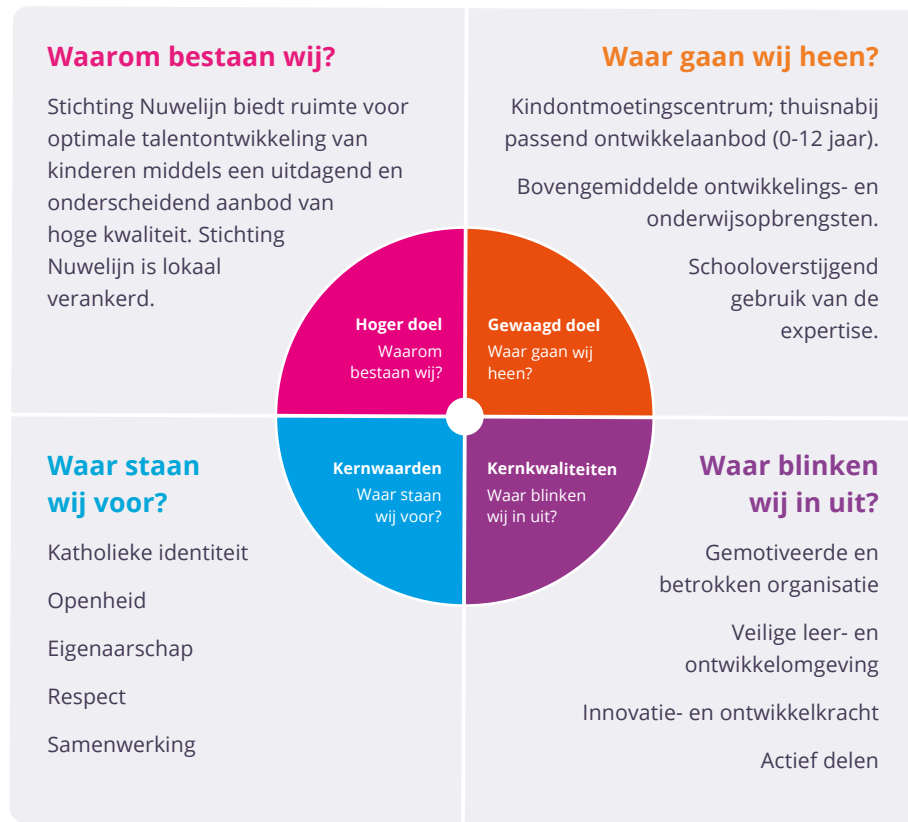 Waarom bestaan wij?
Stichting Nuwelijn biedt ruimte voor
optimale talentontwikkeling van
kinderen middels een uitdagend en
onderscheidend aanbod van
hoge kwaliteit. Stichting
Nuwelijn is lokaal
verankerd.
Waar gaan wij heen?
Kindontmoetingscentrum; thuisnabij
passend ontwikkelaanbod (0-12 jaar).
Bovengemiddelde ontwikkelings- en
onderwijsopbrengsten.
Schooloverstijgend
gebruik van de
expertise.
Hoger doel
Waarom
bestaan wij?
Gewaagd doel
Waar gaan wij
heen?
Kernwaarden
Waar staan
wij voor?
Kernkwaliteiten
Waar blinken
wij in uit?
Waar staan
wij voor?
Katholieke identiteit
Openheid
Eigenaarschap
Respect
Samenwerking
Waar blinken
wij in uit?
Gemotiveerde en
betrokken organisatie
Veilige leer- en
ontwikkelomgeving
Innovatie- en ontwikkelkracht
Actief delen